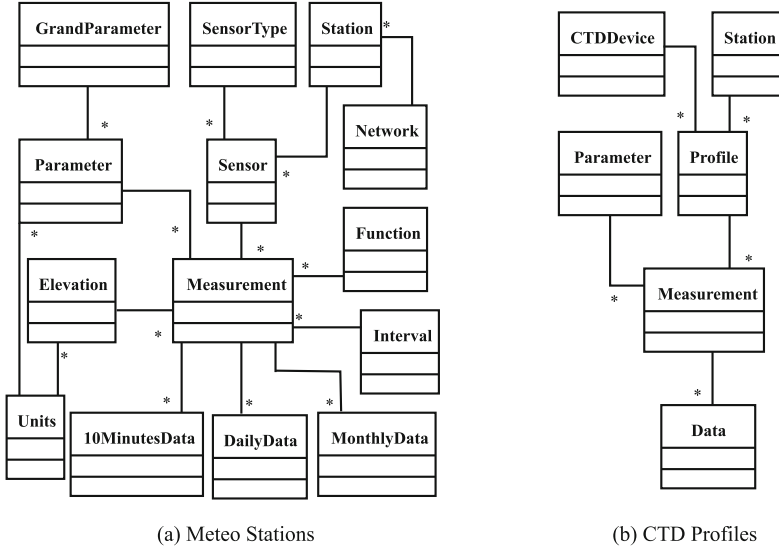 GrandParameter
SensorType
Station
*
CTDDevice
Station
*
*
*
*
Network
Parameter
Sensor
*
Parameter
Profile
*
*
*
Function
*
Elevation
Measurement
*
*
Measurement
*
*
Interval
*
*
*
*
*
*
Units
10MinutesData
DailyData
MonthlyData
Data
(a) Meteo Stations
(b) CTD Profiles